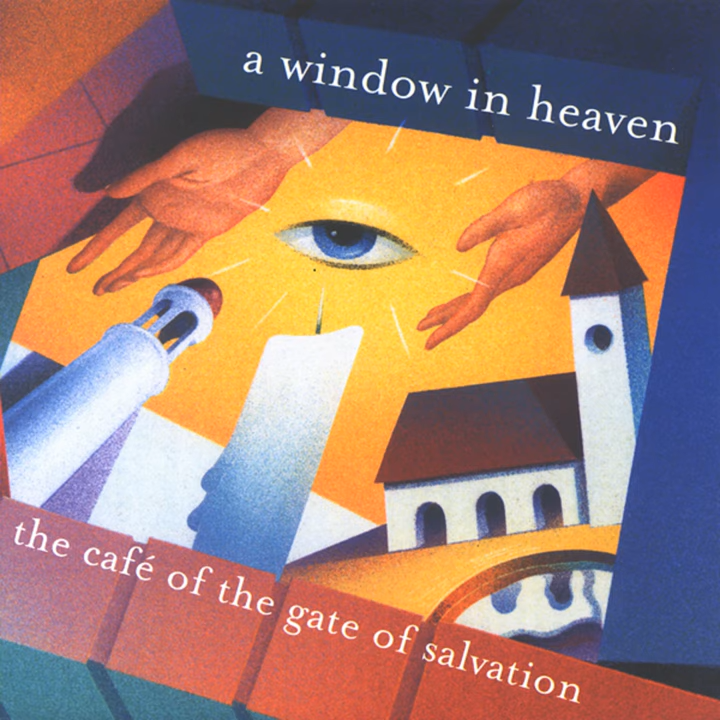 a window in heaven
the café of the gate of salvation